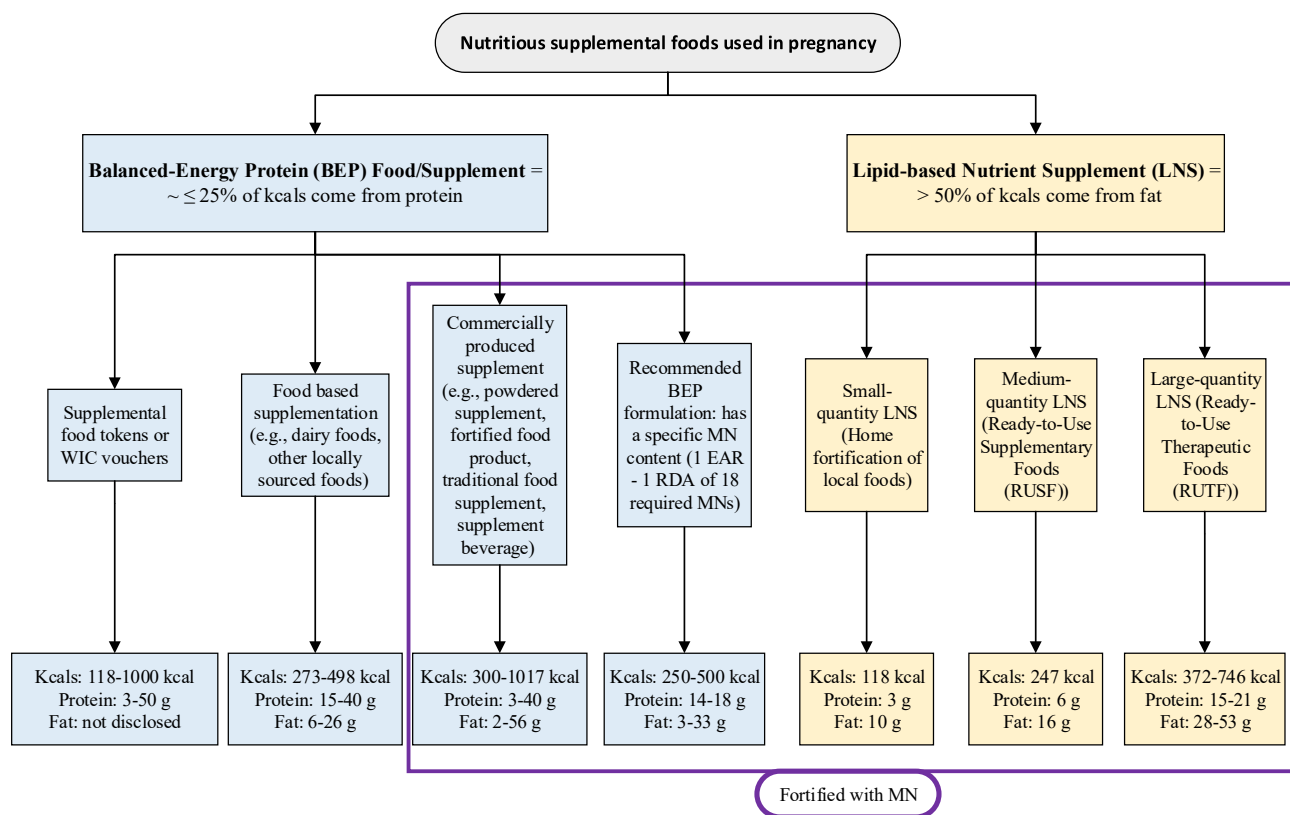 Nutritious supplemental foods used in pregnancy
Balanced-Energy Protein (BEP) Food/Supplement =
~ ≤ 25% of kcals come from protein
Lipid-based Nutrient Supplement (LNS) =
> 50% of kcals come from fat
Supplemental
food tokens or
WIC vouchers
Food based
supplementation
(e.g., dairy foods,
other locally
sourced foods)
Commercially
produced
supplement
(e.g., powdered
supplement,
fortified food
product,
traditional food
supplement,
supplement
beverage)
Recommended
BEP
formulation: has
a specific MN
content (1 EAR
- 1 RDA of 18
required MNs)
Small-
quantity LNS
(Home
fortification of
local foods)
Medium-
quantity LNS
(Ready-to-Use
Supplementary
Foods
(RUSF))
Large-quantity
LNS (Ready-
to-Use
Therapeutic
Foods
(RUTF))
Kcals: 118-1000 kcal
Protein: 3-50 g
Fat: not disclosed
Kcals: 273-498 kcal
Protein: 15-40 g
Fat: 6-26 g
Kcals: 300-1017 kcal
Protein: 3-40 g
Fat: 2-56 g
Kcals: 250-500 kcal
Protein: 14-18 g
Fat: 3-33 g
Kcals: 118 kcal
Protein: 3 g
Fat: 10 g
Kcals: 247 kcal
Protein: 6 g
Fat: 16 g
Kcals: 372-746 kcal
Protein: 15-21 g
Fat: 28-53 g
Fortified with MN